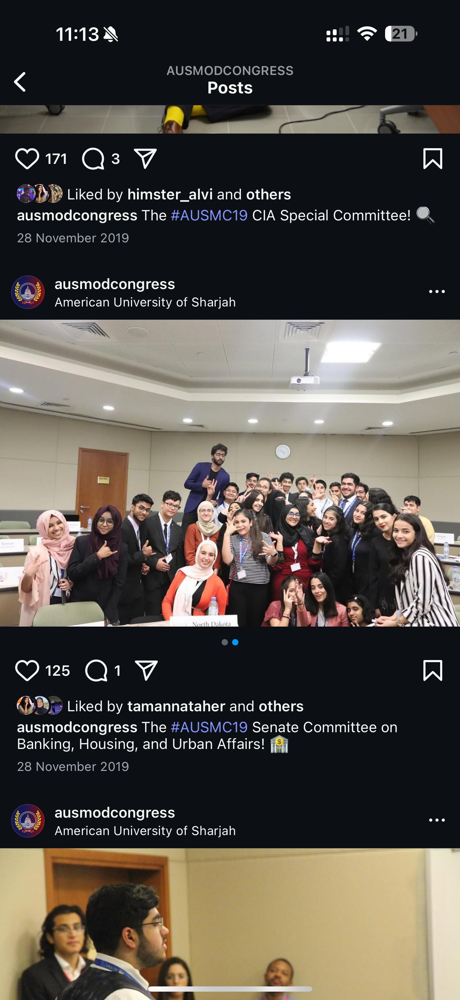 11:13
21
AUSMODCONGRESS
Posts
171
3
Liked by himster_alvi and others
ausmodcongress The #AUSMC19 CIA Special Committee!
28 November 2019
ausmodcongress
American University of Sharjah
Kansas
North Dakota
125
1
Liked by tamannataher and others
ausmodcongress The #AUSMC19 Senate Committee on
Banking, Housing, and Urban Affairs!
28 November 2019
ausmodcongress
American University of Sharjah